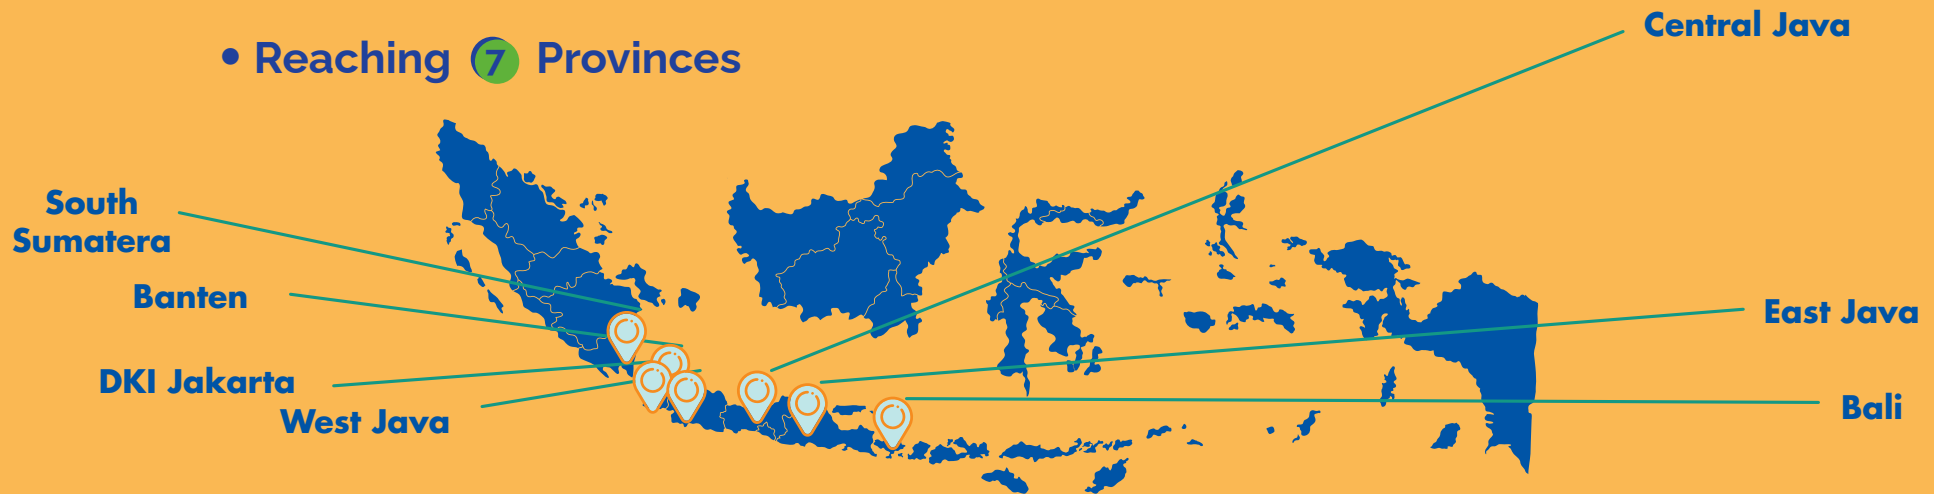 • Reaching 7 Provinces
Central Java
South
Sumatera
Banten
East Java
DKI Jakarta
Bali
West Java